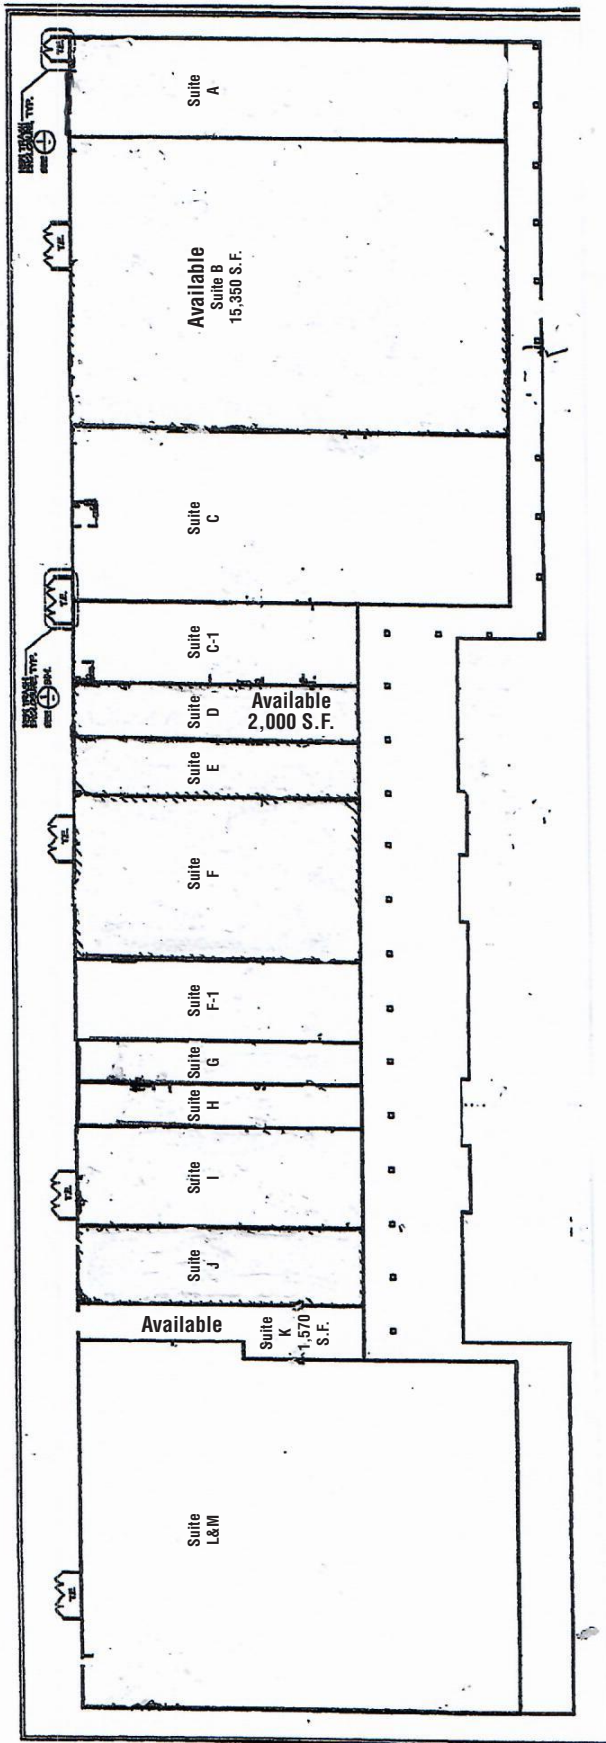 Suite
A
Available
Suite B
15,350 S.F.
Suite
C
Suite
C-1
Suite
D
Available
2,000 S.F.
Suite
E
Suite
F
Suite
F-1
Suite
G
Suite
H
Suite
I
Suite
J
Available
Suite
K
1,570
S.F.
Suite
L&M